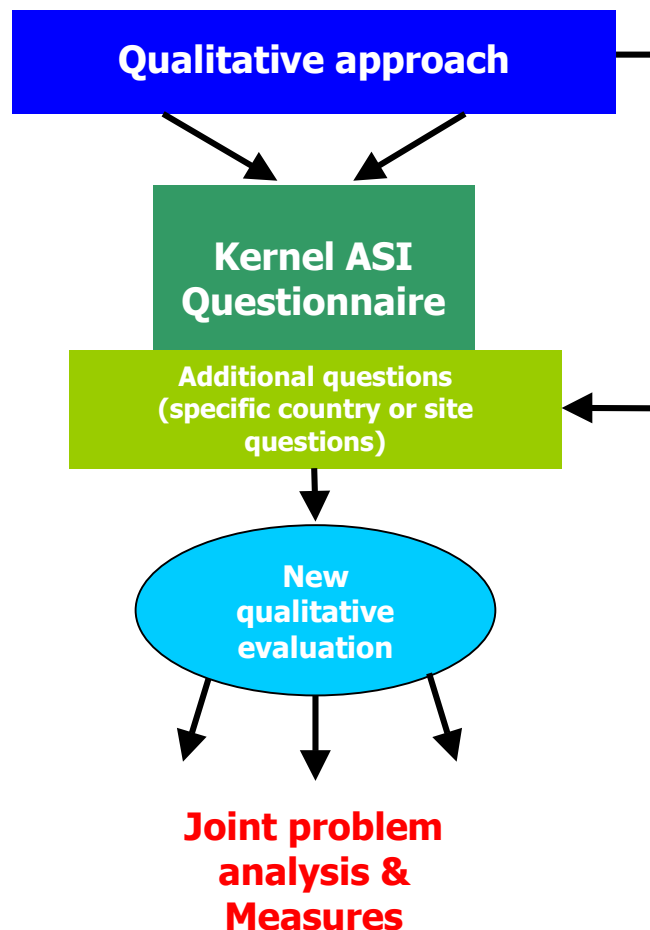 Qualitative approach
Kernel ASI
Questionnaire
Additional questions
(specific country or site
questions)
New
qualitative
evaluation
Joint problem
analysis &
Measures